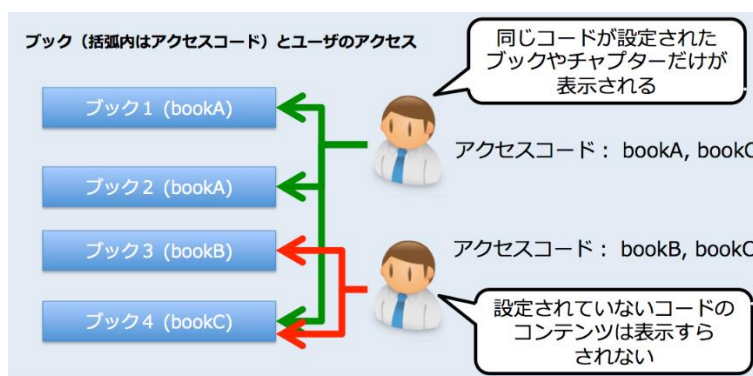 ブック（括弧内はアクセスコード）とユーザのアクセス
同じコードが設定された
ブックやチャプターだけが
表示される
ブック1 (bookA)
アクセスコード： bookA, bookC
ブック2 (bookA)
ブック3 (bookB)
アクセスコード： bookB, bookC
ブック4 (bookC)
設定されていないコードの
コンテンツは表示すら
されない